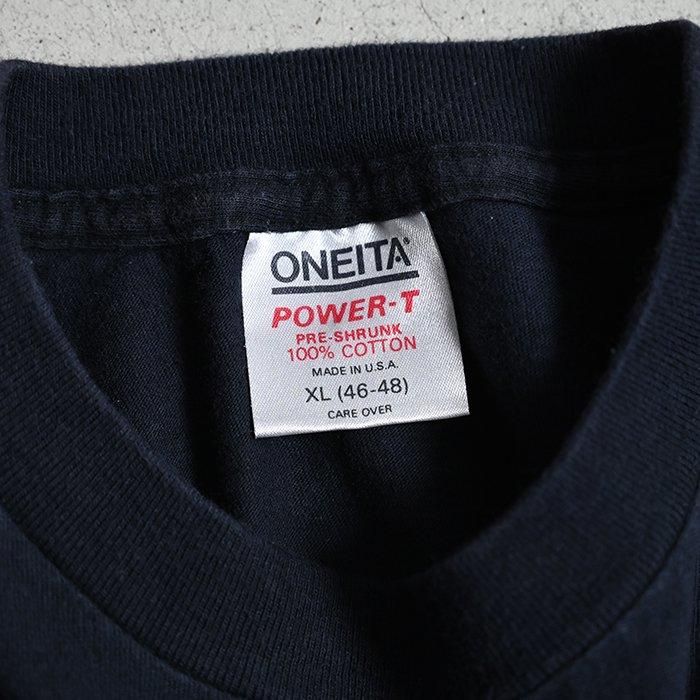 ONEITA®
POWER-T
PRE-SHRUNK
100% COTTON
MADE IN U.S.A.
XL (46-48)
CARE OVER